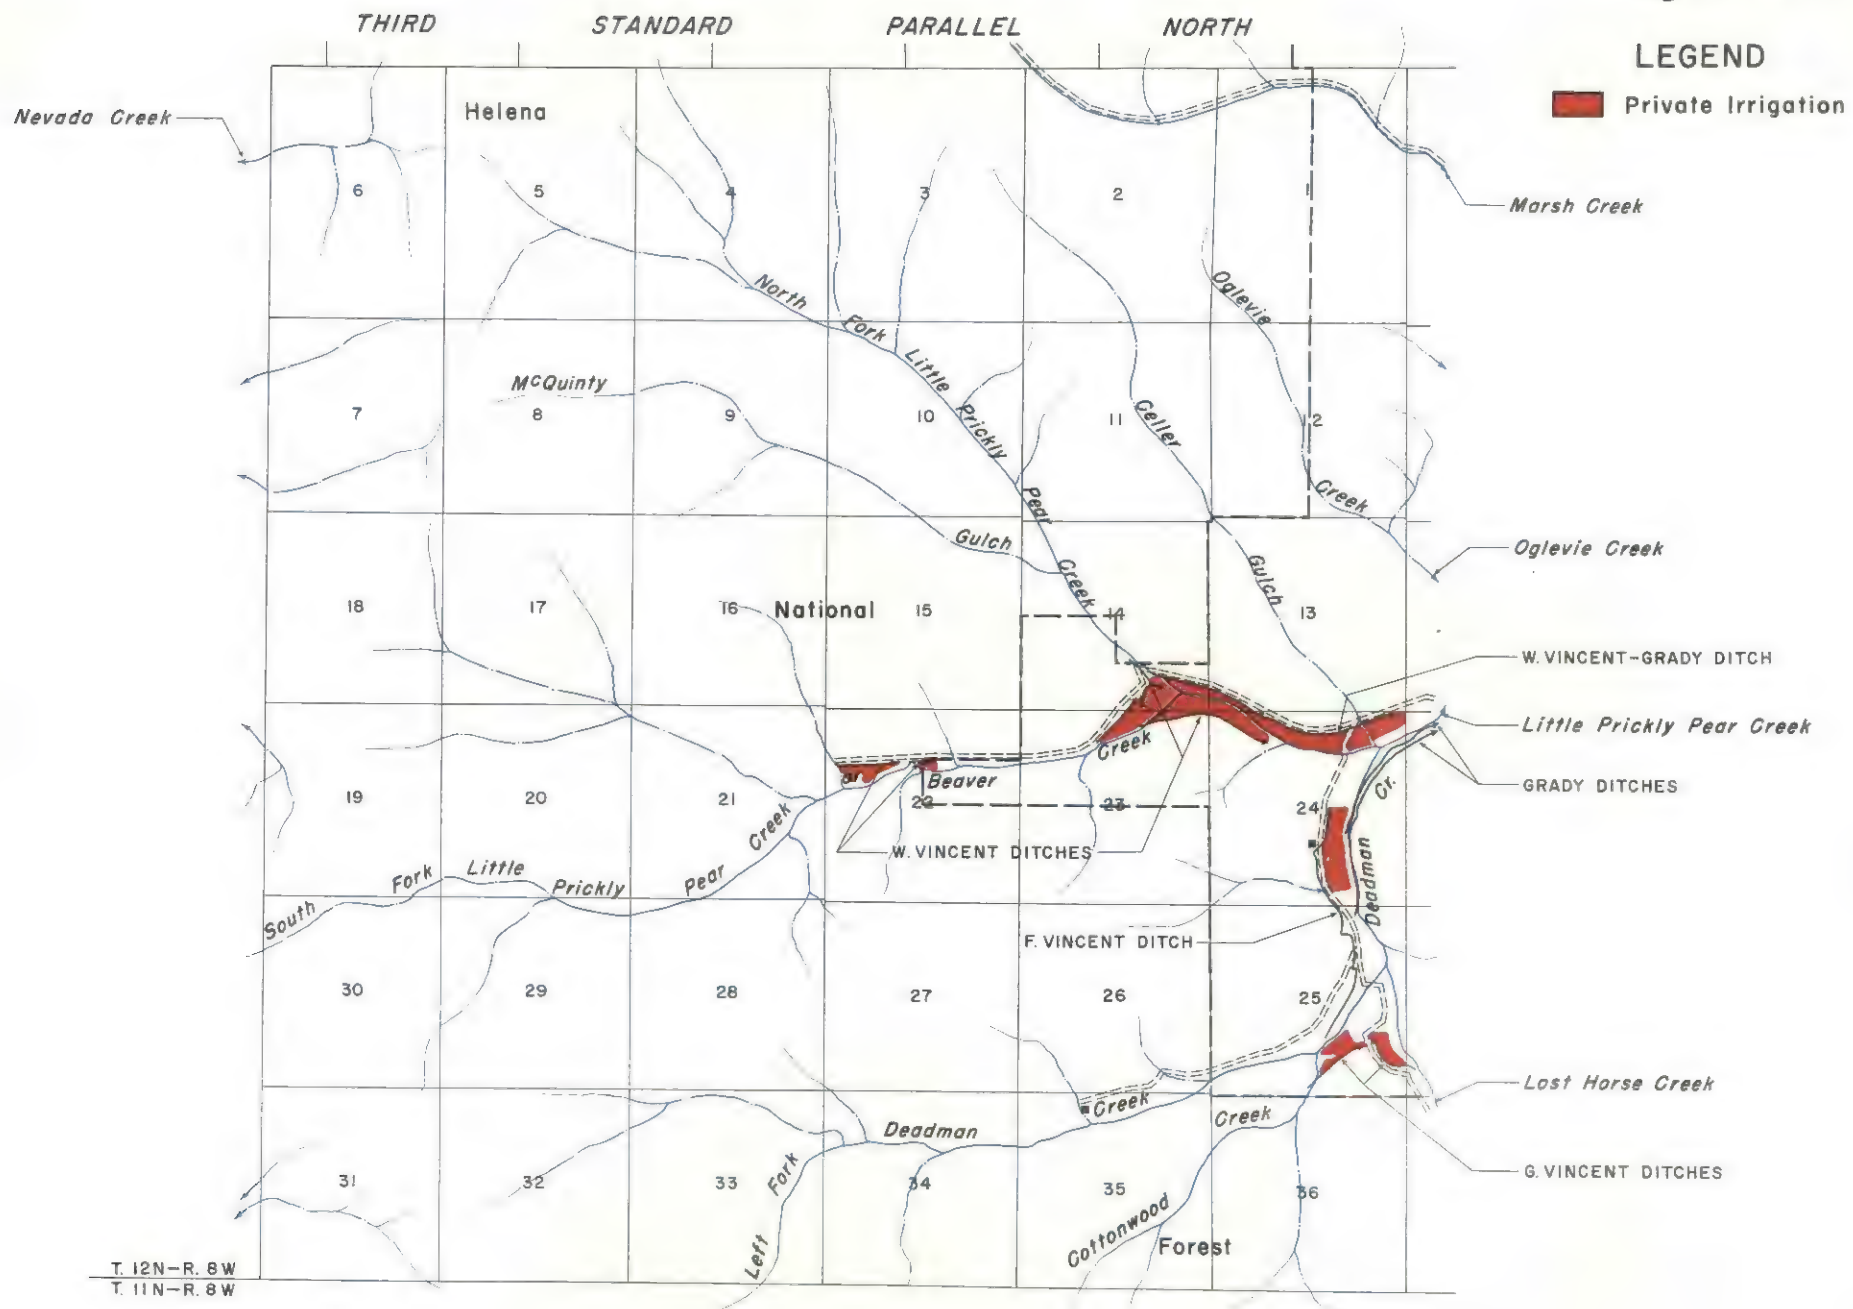 THIRD STANDARD PARALLEL NORTH
LEGEND
Private Irrigation
Nevada Creek
Helena
6 5 4 3 2 1
Marsh Creek
North Fork Little Prickly Pear Creek
Oglevie Creek
McQuinty Gulch
Geller Gulch
7 8 9 10 11 12
Oglevie Creek
18 17 16 National 15 14 13
W. VINCENT-GRADY DITCH
Little Prickly Pear Creek
GRADY DITCHES
Beaver Creek
19 20 21 22 23 24
W. VINCENT DITCHES
Deadman Cr.
South Fork Little Prickly Pear Creek
F. VINCENT DITCH
30 29 28 27 26 25
Lost Horse Creek
Deadman Creek
Left Fork
Cottonwood Creek
G. VINCENT DITCHES
31 32 33 34 35 36
Forest
T. 12N-R. 8W
T. 11N-R. 8W